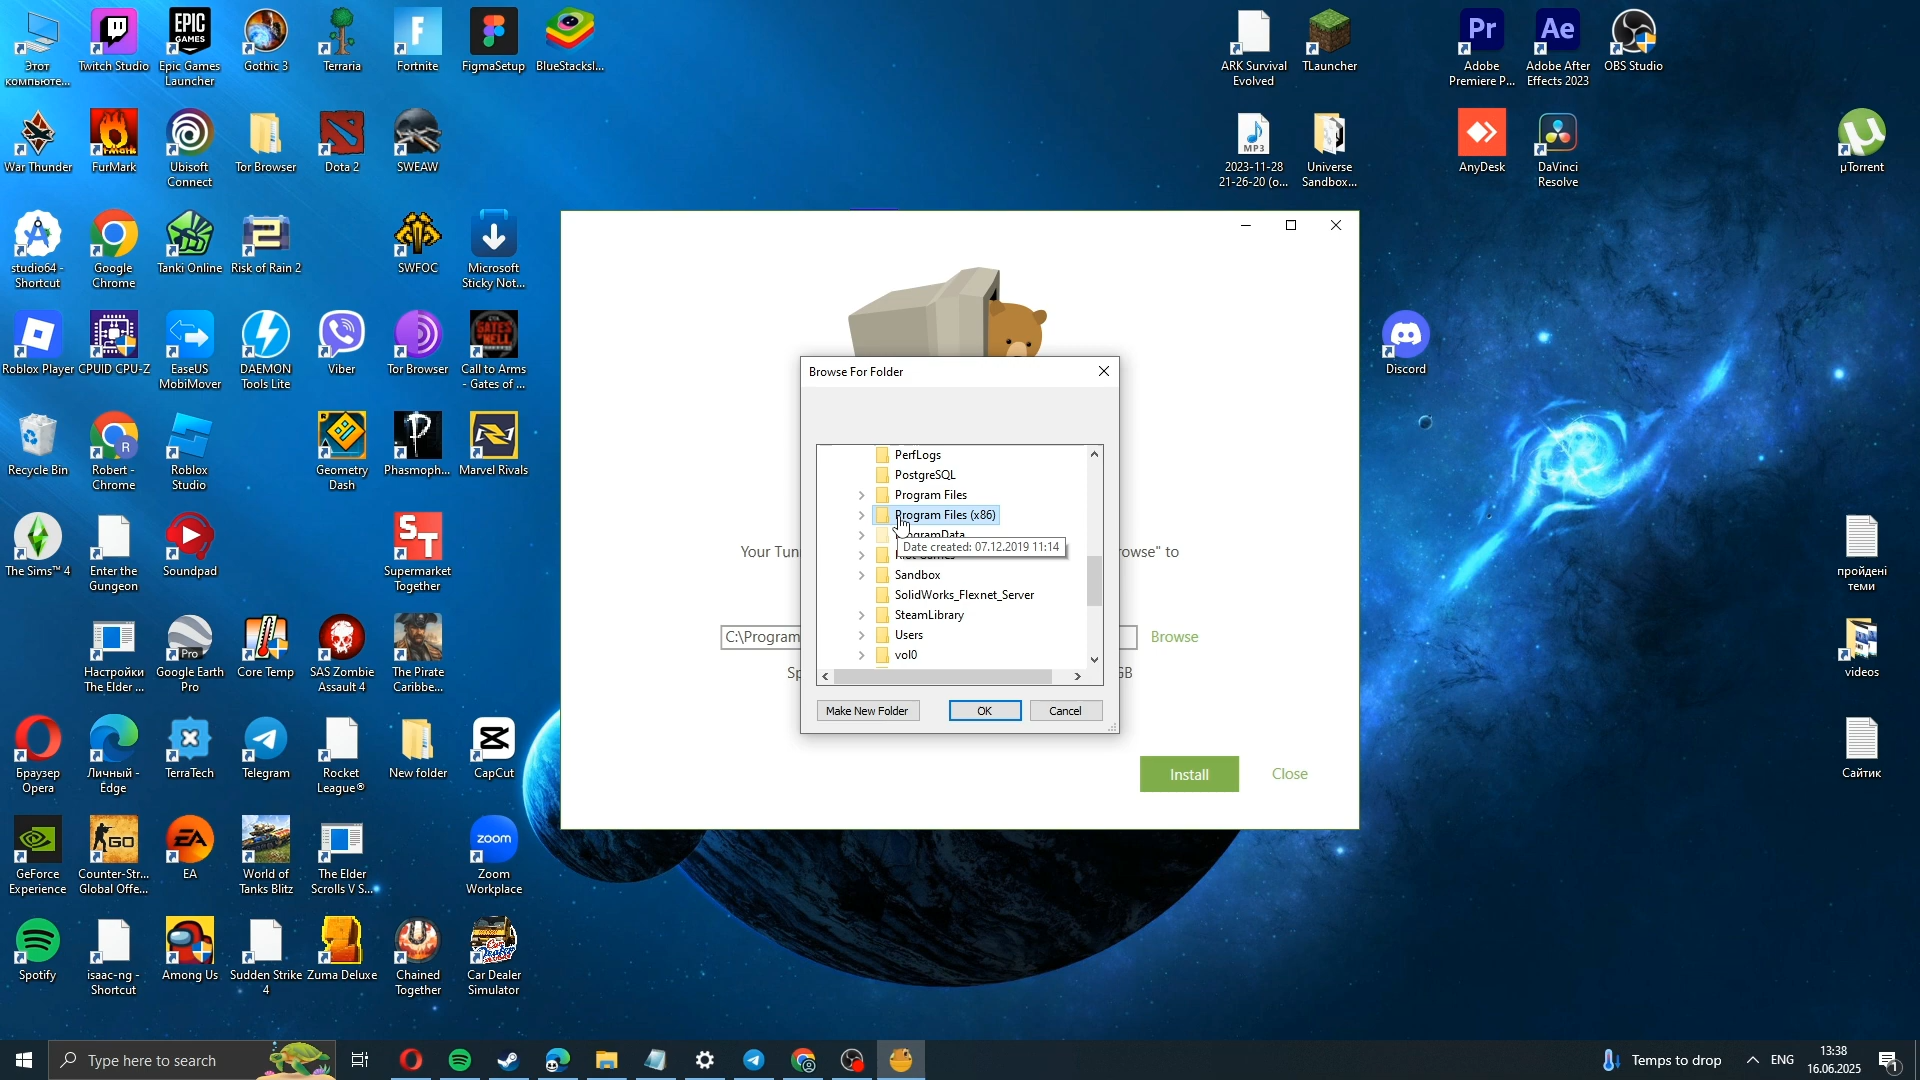 Этот
компьюте...
Twitch Studio
Epic Games
Launcher
Gothic 3
Terraria
Fortnite
FigmaSetup
BlueStacksI...
ARK Survival
Evolved
TLauncher
Adobe
Premiere P...
Adobe After
Effects 2023
OBS Studio
War Thunder
FurMark
Ubisoft
Connect
Tor Browser
Dota 2
SWEAW
2023-11-28
21-26-20 (o...
Universe
Sandbox...
AnyDesk
DaVinci
Resolve
µTorrent
studio64 -
Shortcut
Google
Chrome
Tanki Online
Risk of Rain 2
SWFOC
Microsoft
Sticky Not...
Roblox Player
CPUID CPU-Z
EaseUS
MobiMover
DAEMON
Tools Lite
Viber
Tor Browser
Call to Arms
- Gates of ...
Discord
Browse For Folder
PerfLogs
PostgreSQL
Program Files
Program Files (x86)
Date created: 07.12.2019 11:14
Sandbox
SolidWorks_Flexnet_Server
SteamLibrary
Users
vol0
Make New Folder
OK
Cancel
Your Tun
rowse" to
C:\Program
Browse
Sp
GB
Install
Close
Recycle Bin
Robert -
Chrome
Roblox
Studio
Geometry
Dash
Phasmoph...
Marvel Rivals
The Sims™ 4
Enter the
Gungeon
Soundpad
Supermarket
Together
пройдені
теми
Настройки
The Elder ...
Google Earth
Pro
Core Temp
SAS Zombie
Assault 4
The Pirate
Caribbe...
videos
Браузер
Opera
Личный -
Edge
TerraTech
Telegram
Rocket
League®
New folder
CapCut
Сайтик
GeForce
Experience
Counter-Str...
Global Offe...
EA
World of
Tanks Blitz
The Elder
Scrolls V S...
Zoom
Workplace
Spotify
isaac-ng -
Shortcut
Among Us
Sudden Strike
4
Zuma Deluxe
Chained
Together
Car Dealer
Simulator
Type here to search
Temps to drop
ENG
13:38
16.06.2025
1